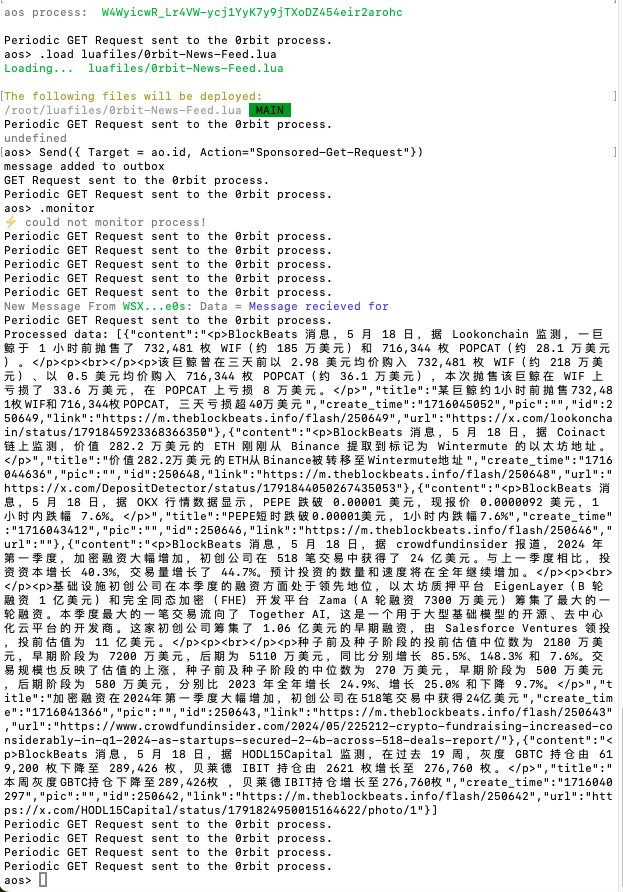 aos process:  W4WyicwR_Lr4VW-ycj1YyK7y9jTXoDZ454eir2arohc
Periodic GET Request sent to the 0rbit process.
aos> .load luafiles/0rbit-News-Feed.lua
Loading...  luafiles/0rbit-News-Feed.lua
[The following files will be deployed: ]
/root/luafiles/0rbit-News-Feed.lua  MAIN
Periodic GET Request sent to the 0rbit process.
undefined
[aos> Send({ Target = ao.id, Action="Sponsored-Get-Request"}) ]
message added to outbox
GET Request sent to the 0rbit process.
Periodic GET Request sent to the 0rbit process.
aos> .monitor
⚡ could not monitor process!
Periodic GET Request sent to the 0rbit process.
Periodic GET Request sent to the 0rbit process.
Periodic GET Request sent to the 0rbit process.
Periodic GET Request sent to the 0rbit process.
Periodic GET Request sent to the 0rbit process.
New Message From WSX...e0s: Data = Message recieved for
Periodic GET Request sent to the 0rbit process.
Processed data: [{"content":"<p>BlockBeats 消息，5 月 18 日，据 Lookonchain 监测，一巨
鲸于 1 小时前抛售了 732,481 枚 WIF（约 185 万美元）和 716,344 枚 POPCAT（约 28.1 万美元
）。</p><p><br></p><p>该巨鲸曾在三天前以 2.98 美元均价购入 732,481 枚 WIF（约 218 万美
元）、以 0.5 美元均价购入 716,344 枚 POPCAT（约 36.1 万美元），本次抛售该巨鲸在 WIF 上
亏损了 33.6 万美元，在 POPCAT 上亏损 8 万美元。</p>","title":"某巨鲸约1小时前抛售732,48
1枚WIF和716,344枚POPCAT，三天亏损超40万美元","create_time":"1716045052","pic":"","id":2
50649,"link":"https://m.theblockbeats.info/flash/250649","url":"https://x.com/lookoncha
in/status/1791845923368366350"},{"content":"<p>BlockBeats 消息，5 月 18 日，据 Coinact
链上监测，价值 282.2 万美元的 ETH 刚刚从 Binance 提取到标记为 Wintermute 的以太坊地址。
</p>","title":"价值282.2万美元的ETH从Binance被转移至Wintermute地址","create_time":"1716
044636","pic":"","id":250648,"link":"https://m.theblockbeats.info/flash/250648","url":"
https://x.com/DepositDetector/status/1791844050267435053"},{"content":"<p>BlockBeats 消
息，5 月 18 日，据 OKX 行情数据显示，PEPE 跌破 0.00001 美元，现报价 0.0000092 美元，1
小时内跌幅 7.6%。</p>","title":"PEPE短时跌破0.00001美元，1小时内跌幅7.6%","create_time"
:"1716043412","pic":"","id":250646,"link":"https://m.theblockbeats.info/flash/250646","
url":""},{"content":"<p>BlockBeats 消息，5 月 18 日，据 crowdfundinsider 报道，2024 年
第一季度，加密融资大幅增加，初创公司在 518 笔交易中获得了 24 亿美元。与上一季度相比，投
资资本增长 40.3%，交易量增长了 44.7%。预计投资的数量和速度将在全年继续增加。</p><p><br>
</p><p>基础设施初创公司在本季度的融资方面处于领先地位，以太坊质押平台 EigenLayer（B 轮
融资 1 亿美元）和完全同态加密（FHE）开发平台 Zama（A 轮融资 7300 万美元）筹集了最大的一
轮融资。本季度最大的一笔交易流向了 Together AI，这是一个用于大型基础模型的开源、去中心
化云平台的开发商。这家初创公司筹集了 1.06 亿美元的早期融资，由 Salesforce Ventures 领投
，投前估值为 11 亿美元。</p><p><br></p><p>种子前及种子阶段的投前估值中位数为 2180 万美
元，早期阶段为 7200 万美元，后期为 5110 万美元，同比分别增长 85.5%、148.3% 和 7.6%。交
易规模也反映了估值的上涨，种子前及种子阶段的中位数为 270 万美元，早期阶段为 500 万美元
，后期阶段为 580 万美元，分别比 2023 年全年增长 24.9%、增长 25.0% 和下降 9.7%。</p>","t
itle":"加密融资在2024年第一季度大幅增加，初创公司在518笔交易中获得24亿美元","create_tim
e":"1716041366","pic":"","id":250643,"link":"https://m.theblockbeats.info/flash/250643"
,"url":"https://www.crowdfundinsider.com/2024/05/225212-crypto-fundraising-increased-co
nsiderably-in-q1-2024-as-startups-secured-2-4b-across-518-deals-report/"},{"content":"<
p>BlockBeats 消息，5 月 18 日，据 HODL15Capital 监测，在过去 19 周，灰度 GBTC 持仓由 61
9,200 枚下降至 289,426 枚，贝莱德 IBIT 持仓由 2621 枚增长至 276,760 枚。</p>","title":"
本周灰度GBTC持仓下降至289,426枚，贝莱德IBIT持仓增长至276,760枚","create_time":"1716040
297","pic":"","id":250642,"link":"https://m.theblockbeats.info/flash/250642","url":"htt
ps://x.com/HODL15Capital/status/1791824950015164622/photo/1"}]
Periodic GET Request sent to the 0rbit process.
Periodic GET Request sent to the 0rbit process.
Periodic GET Request sent to the 0rbit process.
Periodic GET Request sent to the 0rbit process.
aos>